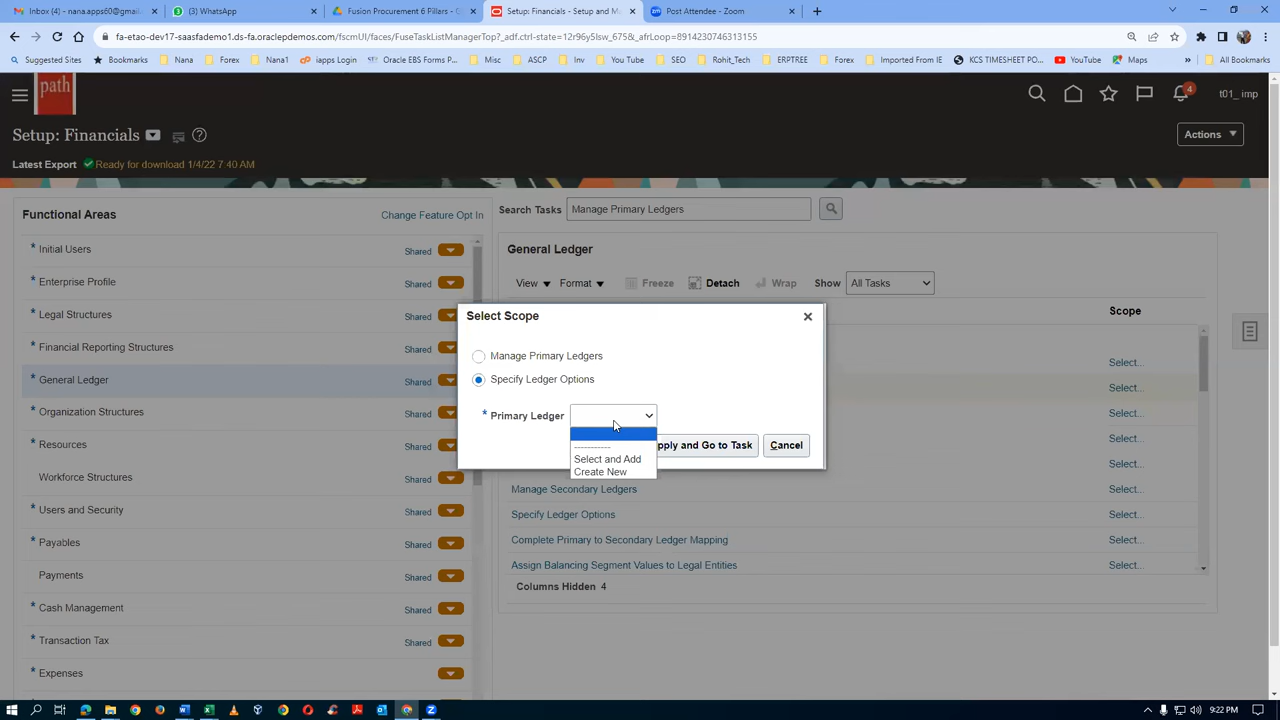 Inbox (4) - nana.apps60@gmail
(3) WhatsApp
Fusion Procurement 6 Pillars - G
Setup: Financials - Setup and M
Post Attendee - Zoom
fa-etao-dev17-saasfademo1.ds-fa.oraclepdemos.com/fscmUI/faces/FuseTaskListManagerTop?_adf.ctrl-state=12r96y5lsw_675&_afrLoop=8914230746313155
Suggested Sites
Bookmarks
Nana
Forex
Nana1
iapps Login
Oracle EBS Forms P...
Misc
ASCP
Inv
You Tube
SEO
Rohit_Tech
ERPTREE
Forex
Imported From IE
KCS TIMESHEET PO...
YouTube
Maps
All Bookmarks
path
4
t01_ imp
Setup: Financials
Actions
Latest Export
Ready for download 1/4/22 7:40 AM
Functional Areas
Change Feature Opt In
* Initial Users Shared
* Enterprise Profile Shared
* Legal Structures Shared
* Financial Reporting Structures Shared
* General Ledger Shared
* Organization Structures Shared
* Resources Shared
Workforce Structures
* Users and Security Shared
* Payables Shared
Payments
* Cash Management Shared
* Transaction Tax Shared
* Expenses
Search Tasks Manage Primary Ledgers
General Ledger
View Format Freeze Detach Wrap Show All Tasks
Scope
Select...
Select...
Select...
Select...
Select...
Manage Secondary Ledgers Select...
Specify Ledger Options Select...
Complete Primary to Secondary Ledger Mapping Select...
Assign Balancing Segment Values to Legal Entities Select...
Columns Hidden 4
Select Scope
Manage Primary Ledgers
Specify Ledger Options
* Primary Ledger
-----------
Select and Add
Create New
pply and Go to Task
Cancel
9:22 PM